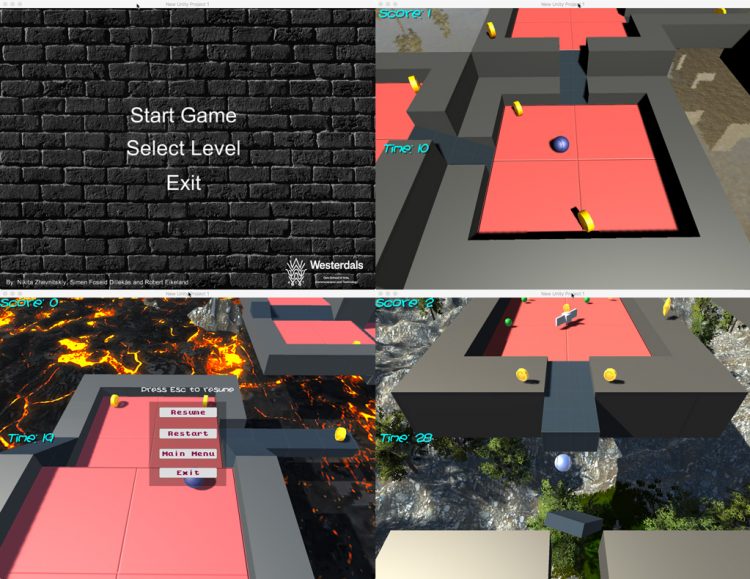 New Unity Project 1
Start Game
Select Level
Exit
Westerdals
By: Nikita Zhevnitskiy, Simen Fosseid Dillekås and Robert Eikeland
New Unity Project 1
Score: 1
Time: 10
New Unity Project 1
Score: 0
Press Esc to resume
Resume
Restart
Time: 19
Main Menu
Exit
New Unity Project 1
Score: 2
Time: 28